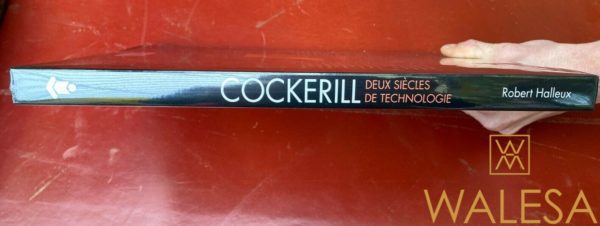 COCKERILL
DEUX SIÈCLES
DE TECHNOLOGIE
Robert Halleux
WALESA